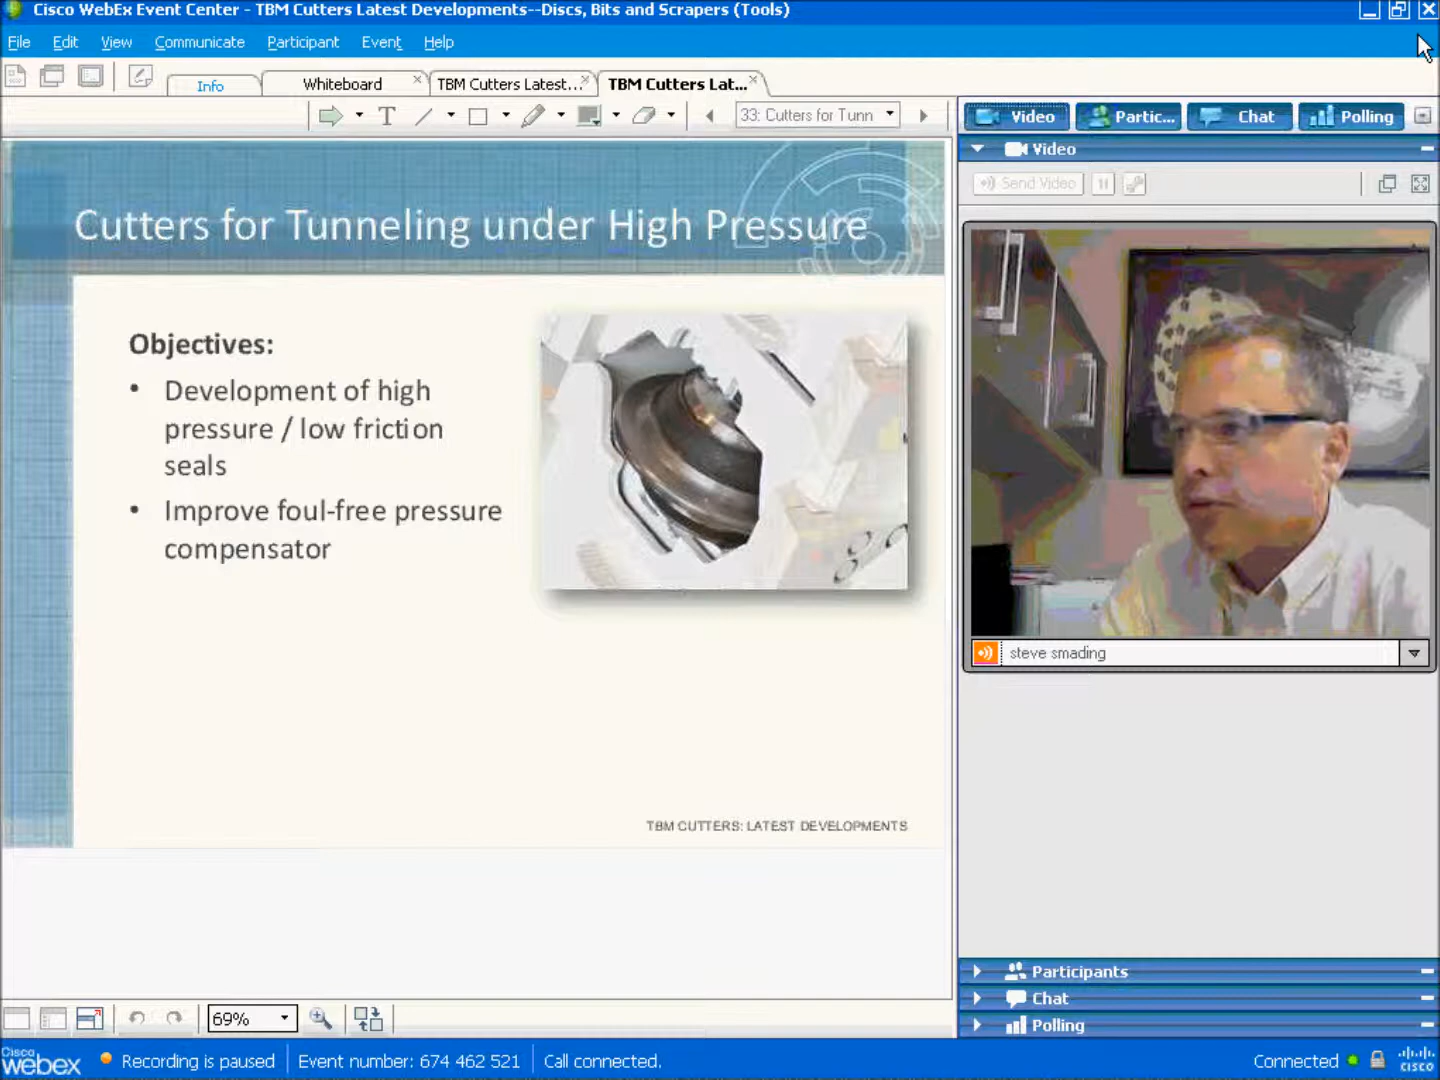 Cisco WebEx Event Center - TBM Cutters Latest Developments--Discs, Bits and Scrapers (Tools)
File Edit View Communicate Participant Event Help
Info Whiteboard TBM Cutters Latest... TBM Cutters Lat...
T 33: Cutters for Tunn
Video Partic... Chat Polling
Video
Send Video
Cutters for Tunneling under High Pressure
Objectives:
• Development of high
pressure / low friction
seals
• Improve foul-free pressure
compensator
TBM CUTTERS: LATEST DEVELOPMENTS
steve smading
Participants
Chat
Polling
69%
Cisco
webex
Recording is paused Event number: 674 462 521 Call connected.
Connected
CISCO